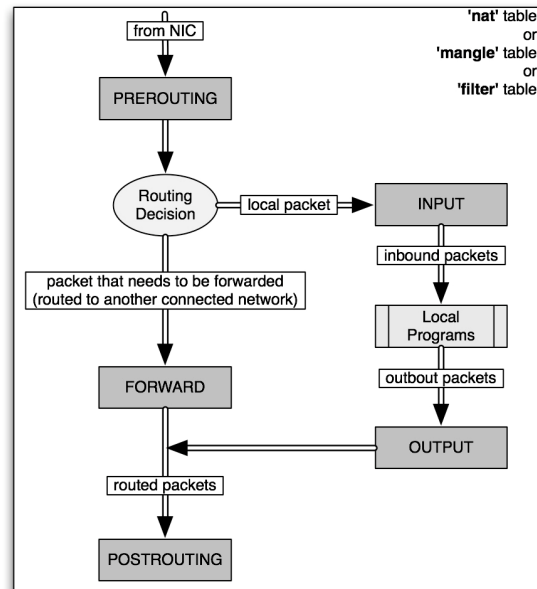 from NIC
'nat' table
or
'mangle' table
or
'filter' table
PREROUTING
Routing
Decision
local packet
INPUT
inbound packets
packet that needs to be forwarded
(routed to another connected network)
Local
Programs
outbout packets
FORWARD
OUTPUT
routed packets
POSTROUTING